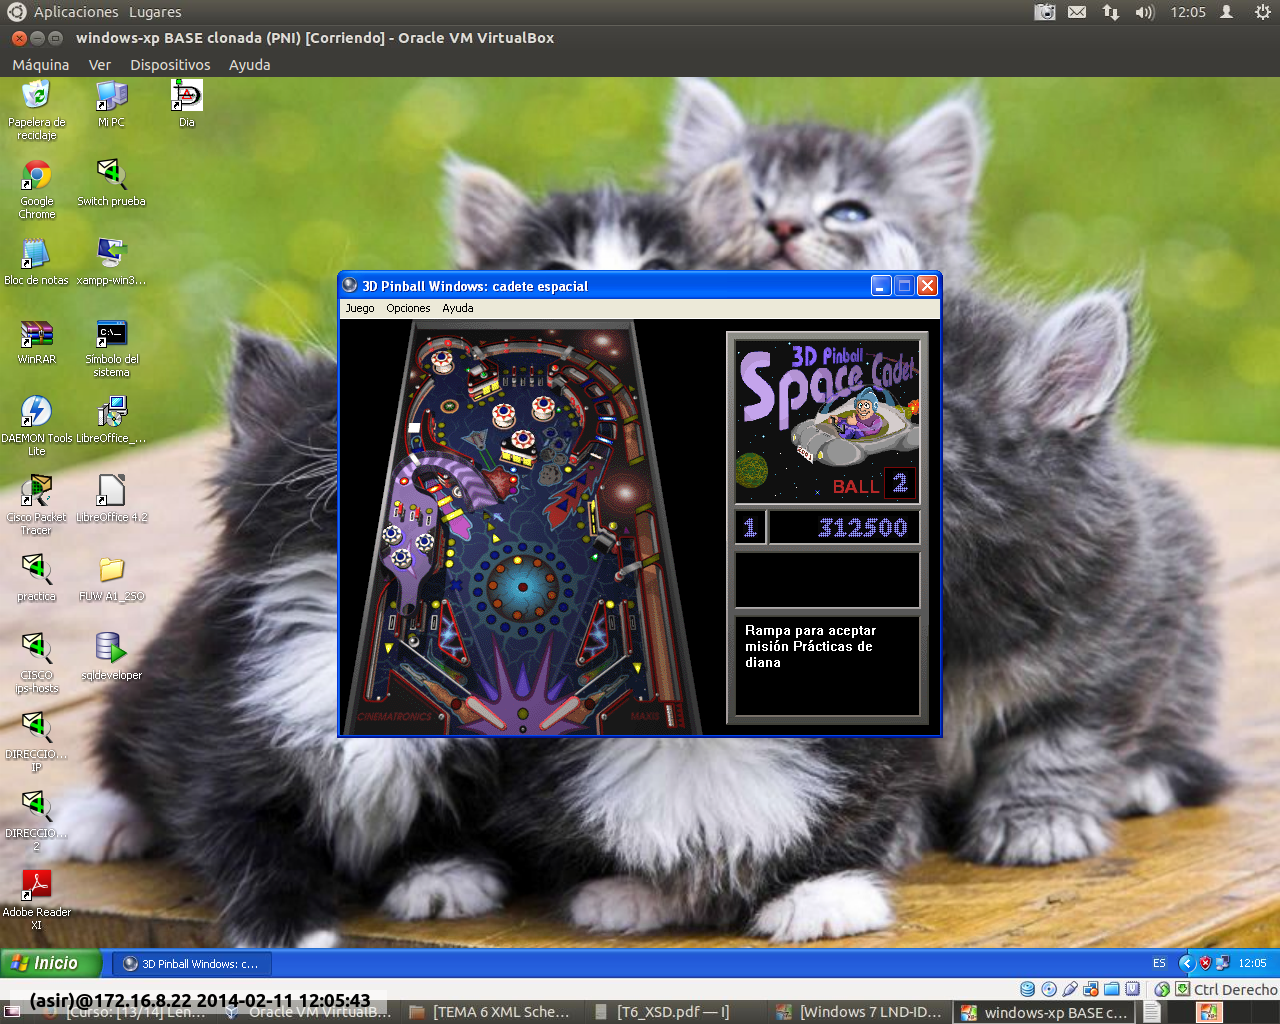 Aplicaciones Lugares
12:05
windows-xp BASE clonada (PNI) [Corriendo] - Oracle VM VirtualBox
Máquina Ver Dispositivos Ayuda
Papelera de
reciclaje
Mi PC
Dia
Google
Chrome
Switch prueba
Bloc de notas
xampp-win3...
WinRAR
Símbolo del
sistema
DAEMON Tools
Lite
LibreOffice_...
Cisco Packet
Tracer
LibreOffice 4.2
practica
FUW A1_2SO
CISCO
ips-hosts
sqldeveloper
DIRECCIO...
IP
DIRECCIO...
2
Adobe Reader
XI
3D Pinball Windows: cadete espacial
Juego Opciones Ayuda
3D Pinball
Space Cadet
BALL 2
1 312500
Rampa para aceptar
misión Prácticas de
diana
CINEMATRONICS
MAXIS
Inicio
3D Pinball Windows: c...
ES
12:05
Ctrl Derecho
(asir)@172.16.8.22 2014-02-11 12:05:43
[Curso: [13/14] Len...
Oracle VM VirtualB...
[TEMA 6 XML Sche...
[T6_XSD.pdf — I]
[Windows 7 LND-ID...
windows-xp BASE c...